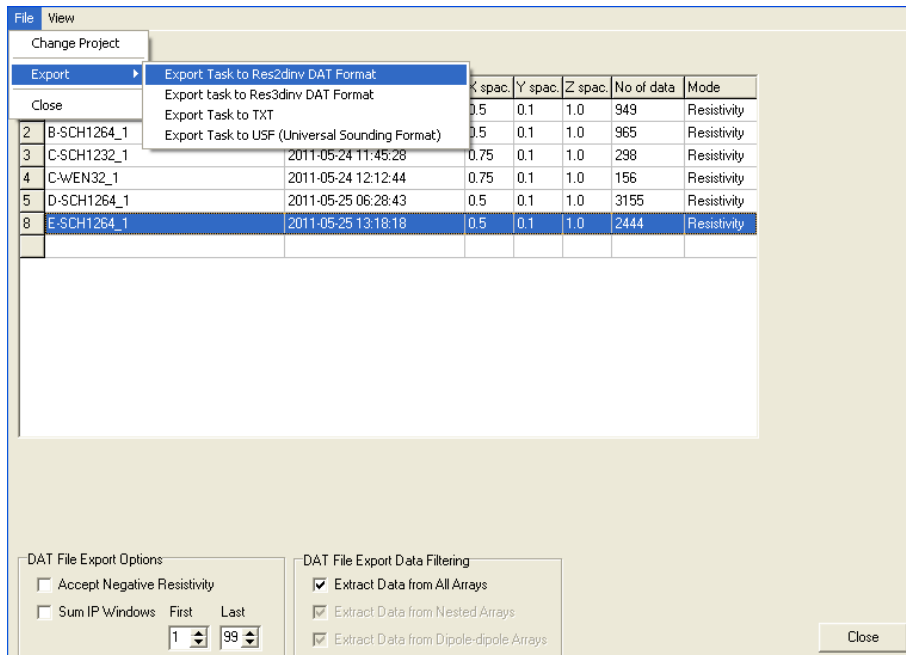 File View
Change Project
Export
Close
Export Task to Res2dinv DAT Format
Export task to Res3dinv DAT Format
Export Task to TXT
Export Task to USF (Universal Sounding Format)
spac. Y spac. Z spac. No of data Mode
0.5 0.1 1.0 949 Resistivity
2 B-SCH1264_1 0.5 0.1 1.0 965 Resistivity
3 C-SCH1232_1 2011-05-24 11:45:28 0.75 0.1 1.0 298 Resistivity
4 C-WEN32_1 2011-05-24 12:12:44 0.75 0.1 1.0 156 Resistivity
5 D-SCH1264_1 2011-05-25 06:28:43 0.5 0.1 1.0 3155 Resistivity
8 E-SCH1264_1 2011-05-25 13:18:18 0.5 0.1 1.0 2444 Resistivity
DAT File Export Options
Accept Negative Resistivity
Sum IP Windows First Last
1 99
DAT File Export Data Filtering
Extract Data from All Arrays
Extract Data from Nested Arrays
Extract Data from Dipole-dipole Arrays
Close